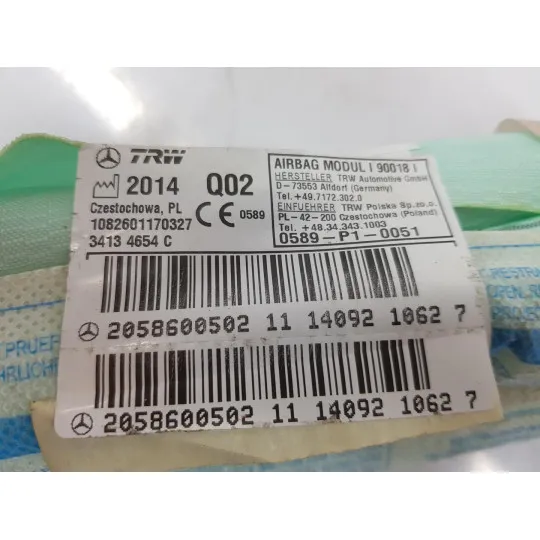 TRW
2014 Q02
Czestochowa, PL
1082601170327
3413 4654 C
CE 0589
AIRBAG MODUL | 90018 |
HERSTELLER TRW Automotive GmbH
D-73553 Alfdorf (Germany)
Tel.+49.7172.302.0
EINFUEHRER TRW Polska Sp.zo.o
PL-42-200 Czestochowa (Poland)
Tel. +48.34.343.1003
0589-P1-0051
2058600502 11 14092 1062 7
2058600502 11 14092 1062 7
PRUEF